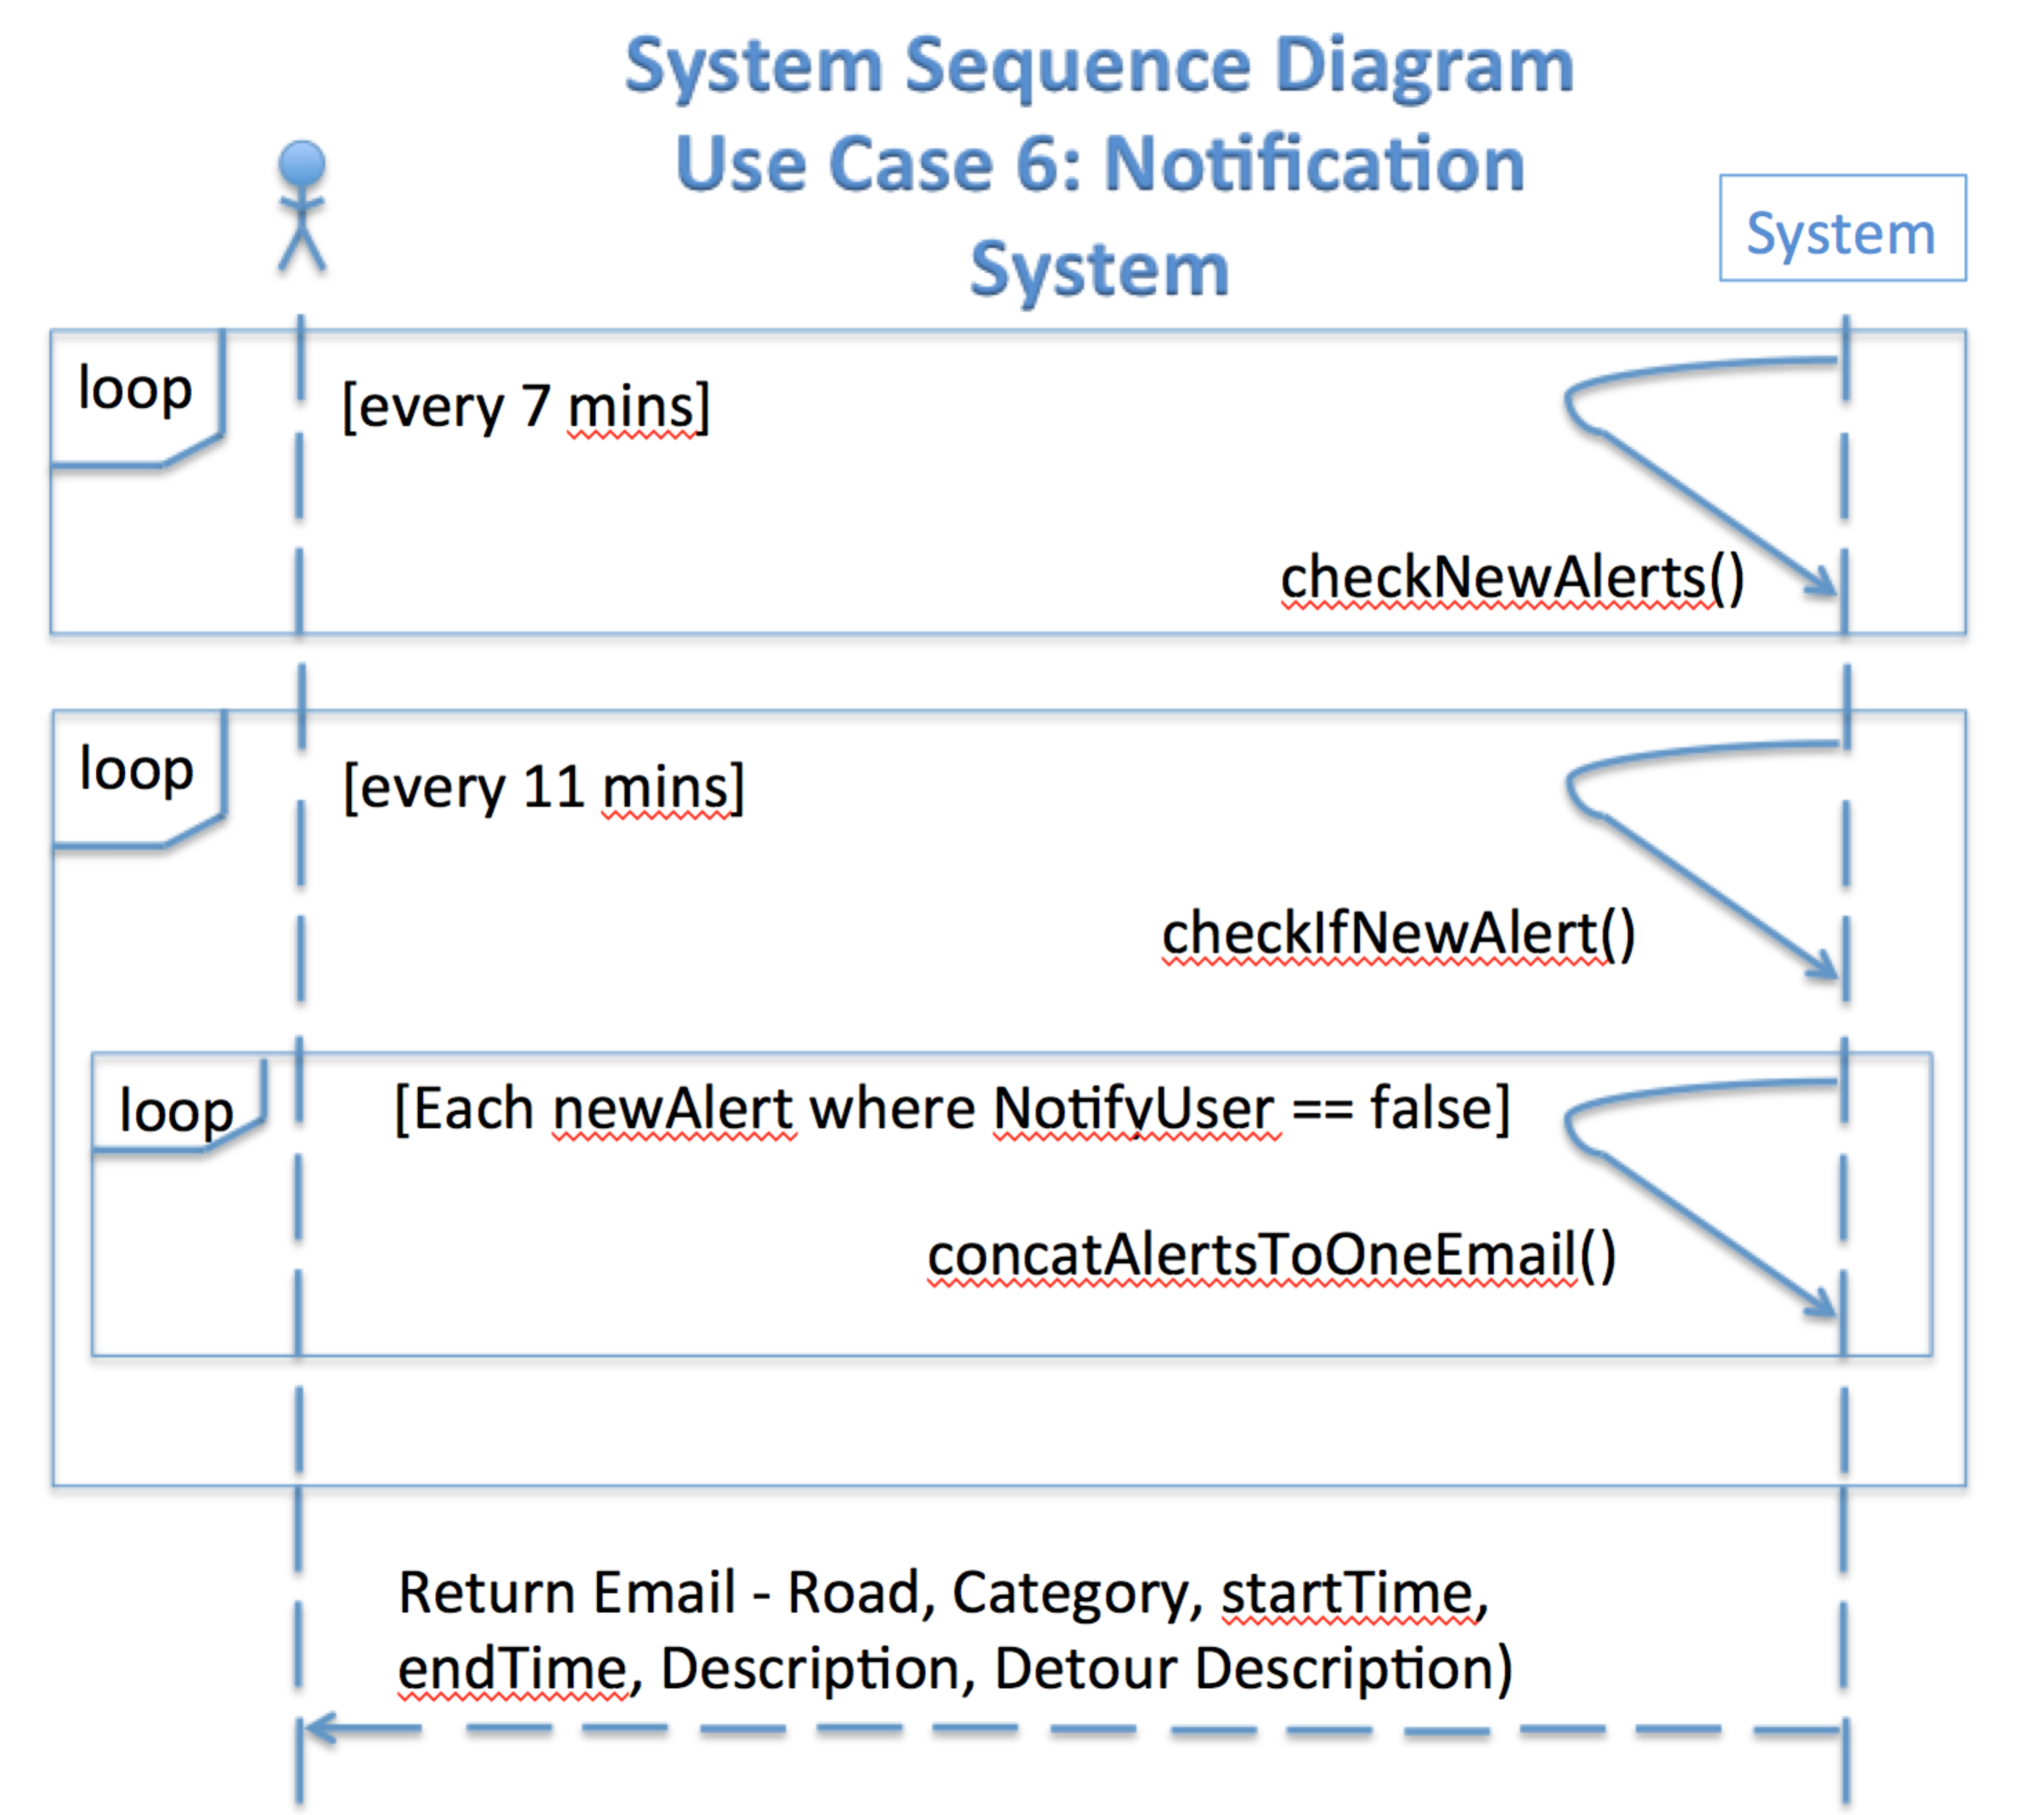 System Sequence Diagram
Use Case 6: Notification
System
System
loop
[every 7 mins]
checkNewAlerts()
loop
[every 11 mins]
checkIfNewAlert()
loop
[Each newAlert where NotifyUser == false]
concatAlertsToOneEmail()
Return Email - Road, Category, startTime,
endTime, Description, Detour Description)